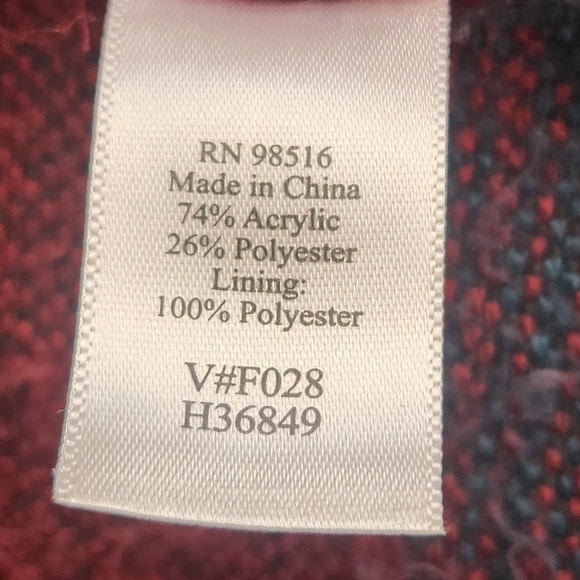 RN 98516
Made in China
74% Acrylic
26% Polyester
Lining:
100% Polyester
V#F028
H36849